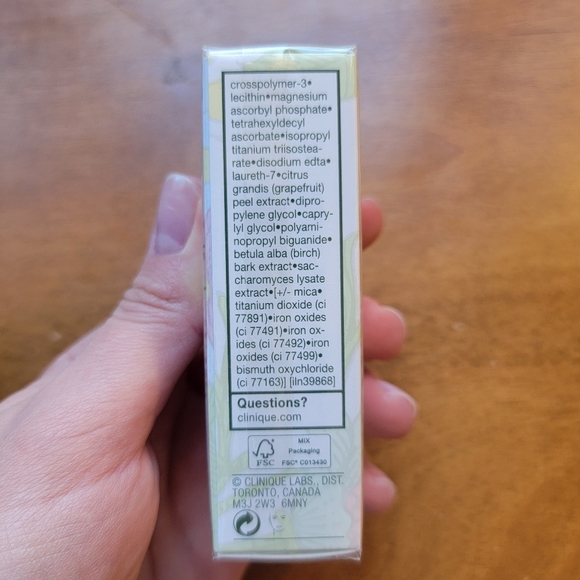 crosspolymer-3•
lecithin•magnesium
ascorbyl phosphate•
tetrahexyldecyl
ascorbate•isopropyl
titanium triisostea-
rate•disodium edta•
laureth-7•citrus
grandis (grapefruit)
peel extract•dipro-
pylene glycol•capry-
lyl glycol•polyami-
nopropyl biguanide•
betula alba (birch)
bark extract•sac-
charomyces lysate
extract•[+/- mica•
titanium dioxide (ci
77891)•iron oxides
(ci 77491)•iron ox-
ides (ci 77492)•iron
oxides (ci 77499)•
bismuth oxychloride
(ci 77163)] [iln39868]
Questions?
clinique.com
FSC
MIX
Packaging
FSC® C013430
© CLINIQUE LABS., DIST.
TORONTO, CANADA
M3J 2W3 6MNY